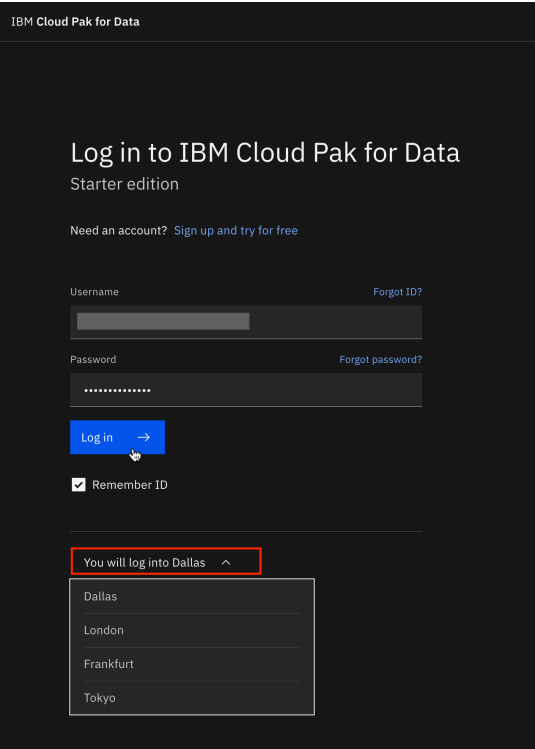 IBM Cloud Pak for Data
Log in to IBM Cloud Pak for Data
Starter edition
Need an account? Sign up and try for free
Username Forgot ID?
Password Forgot password?
••••••••••••••
Log in →
Remember ID
You will log into Dallas
Dallas
London
Frankfurt
Tokyo